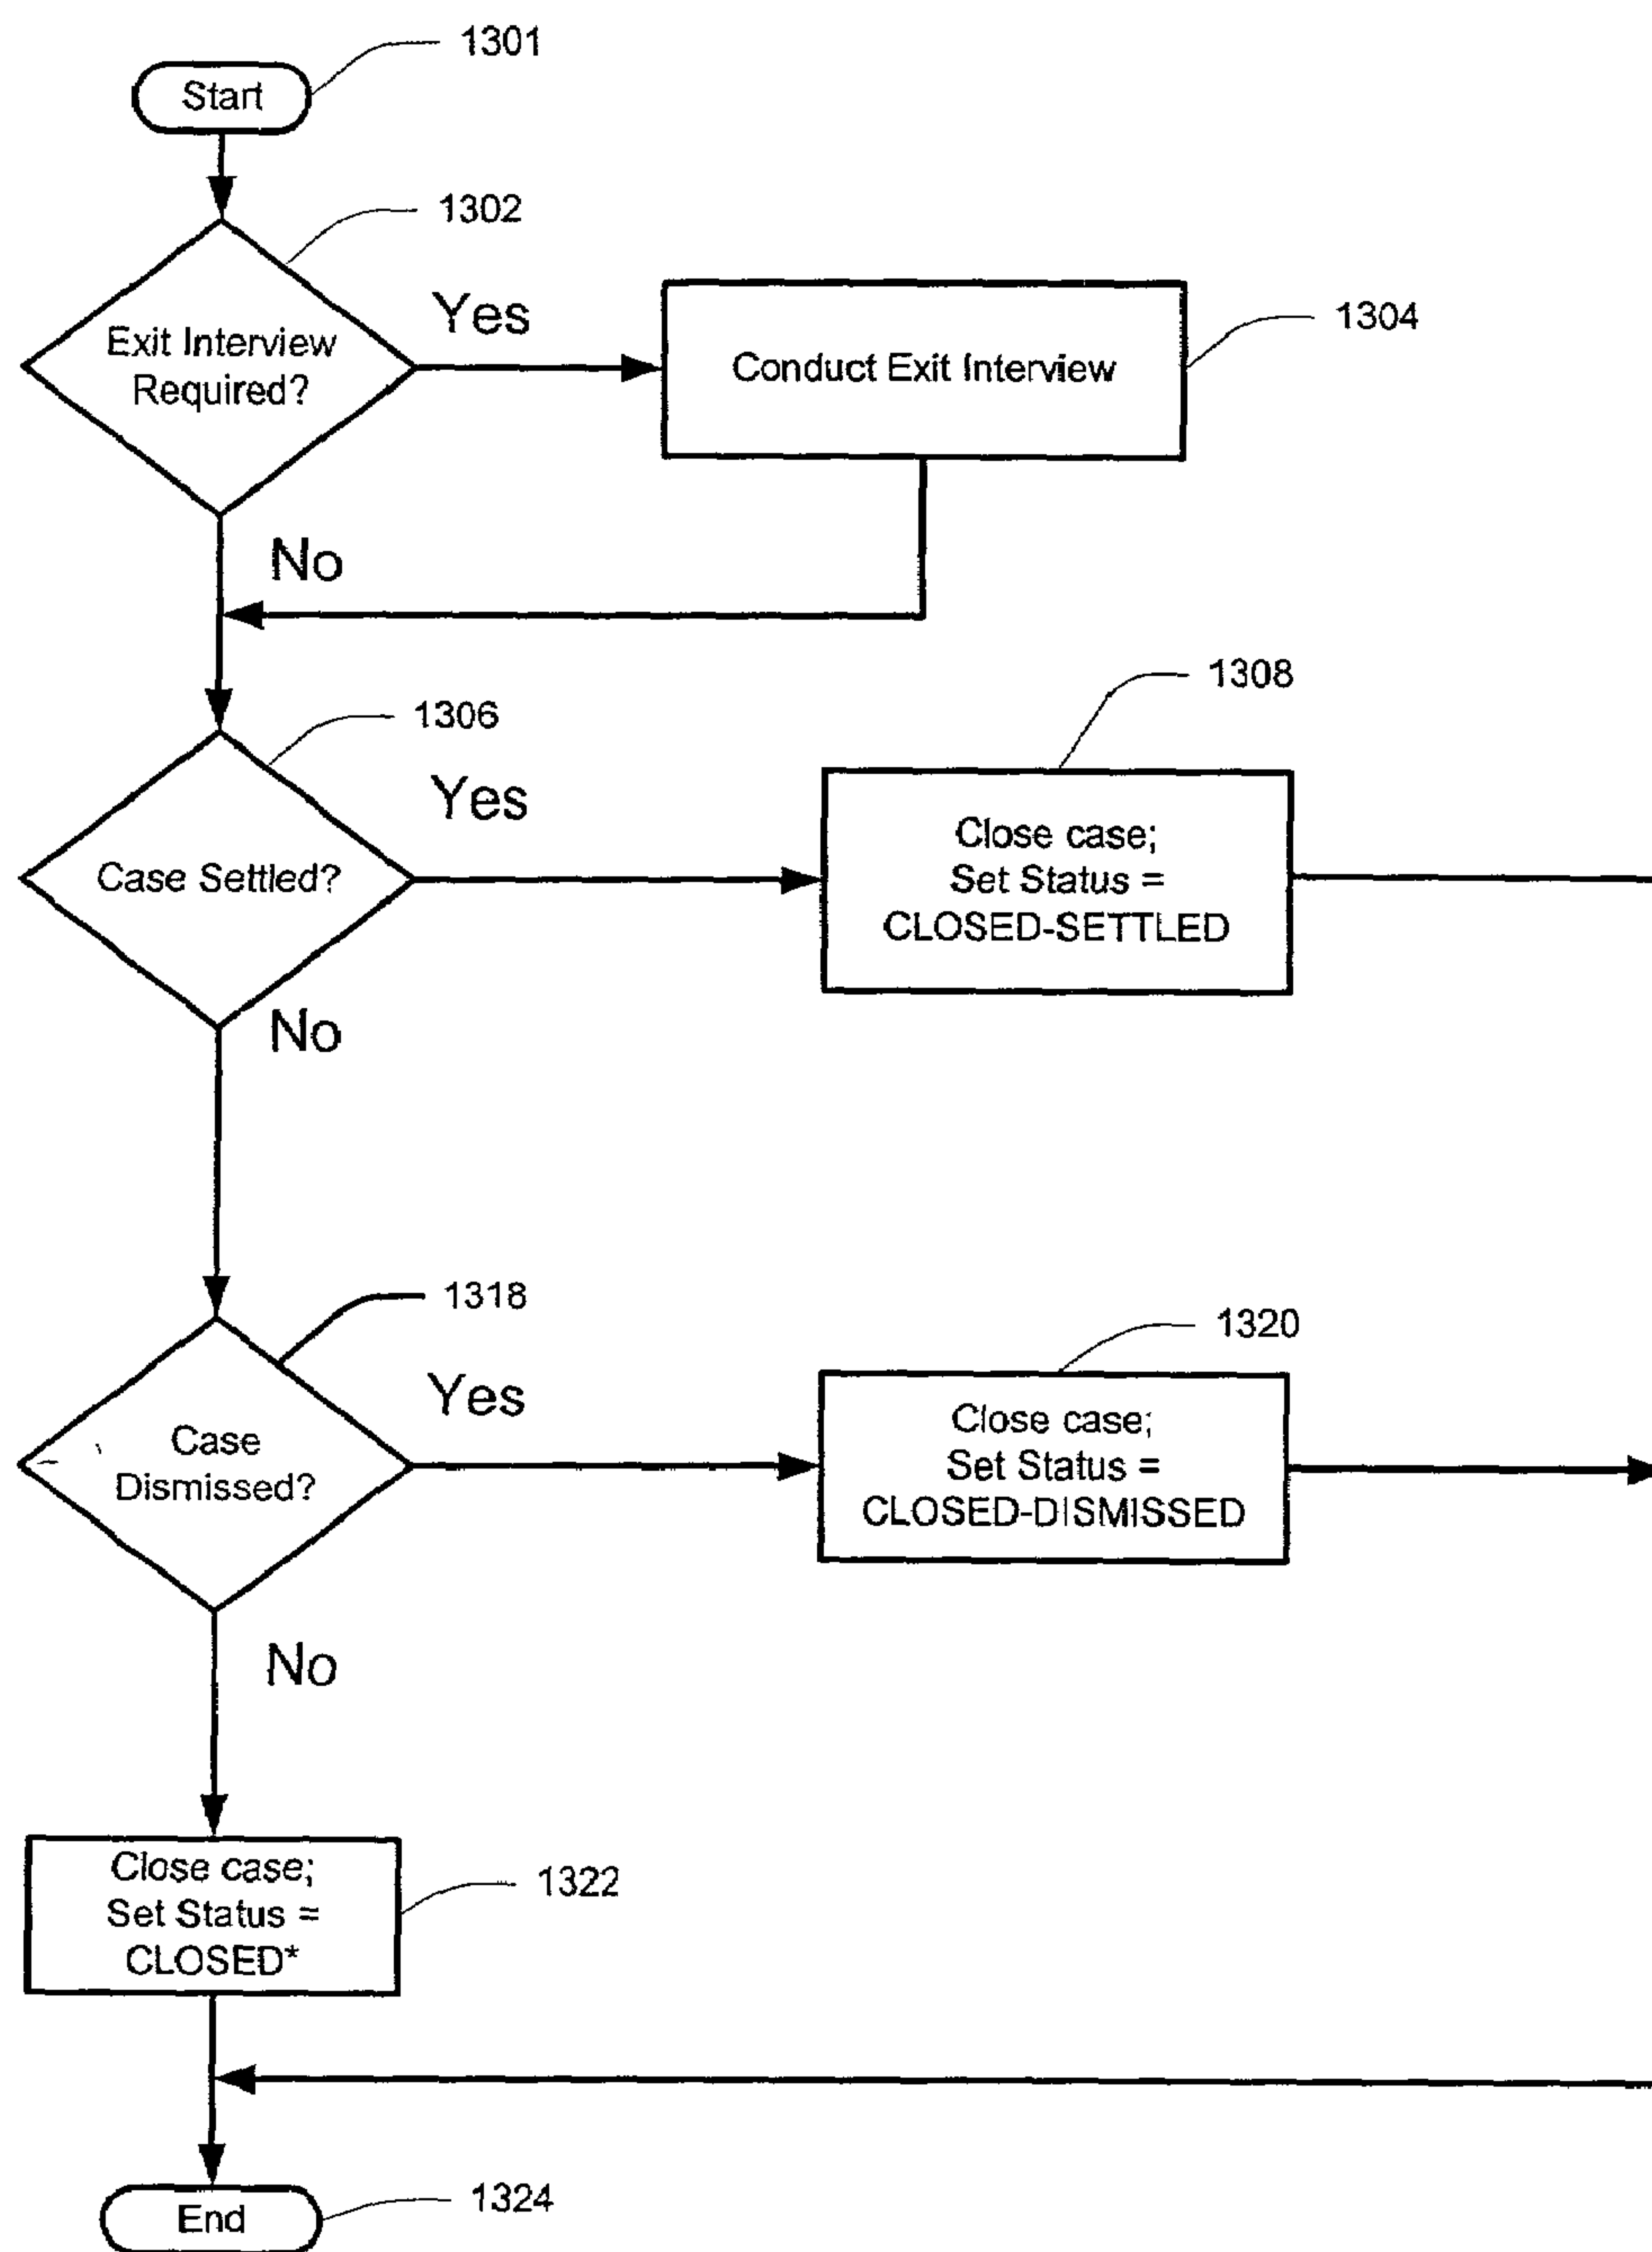 1301
Start
1302
Yes
Exit Interview
Required?
Conduct Exit Interview
1304
No
1306
1308
Yes
Case Settled?
Close case;
Set Status =
CLOSED-SETTLED
No
1318
1320
Yes
Case
Dismissed?
Close case;
Set Status =
CLOSED-DISMISSED
No
Close case;
Set Status =
CLOSED*
1322
End
1324